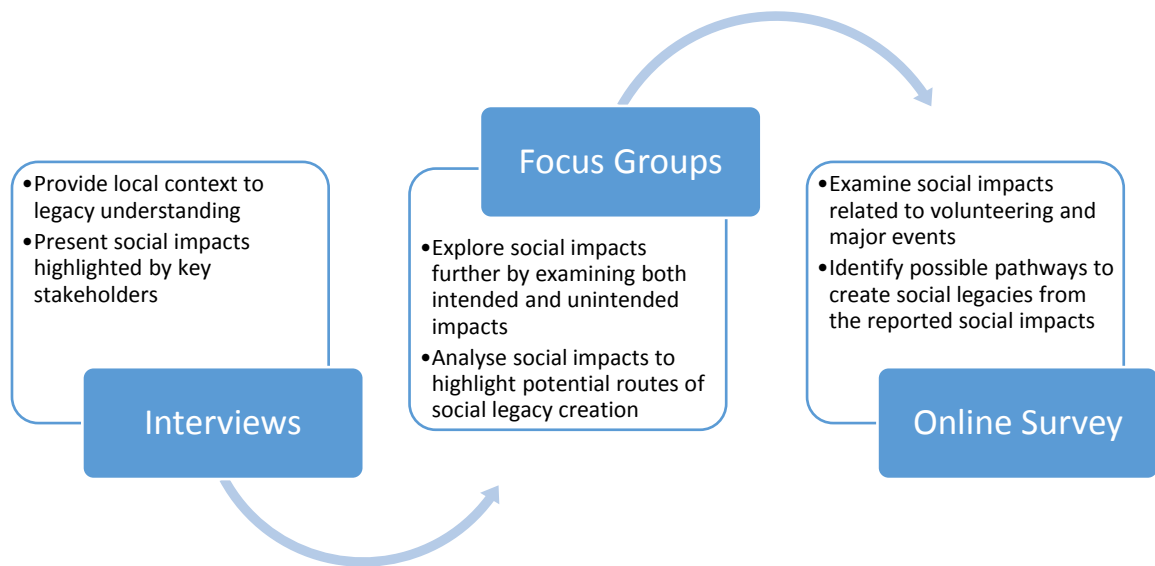 •Provide local context to
legacy understanding
•Present social impacts
highlighted by key
stakeholders
Interviews
Focus Groups
•Explore social impacts
further by examining both
intended and unintended
impacts
•Analyse social impacts to
highlight potential routes of
social legacy creation
•Examine social impacts
related to volunteering and
major events
•Identify possible pathways to
create social legacies from
the reported social impacts
Online Survey